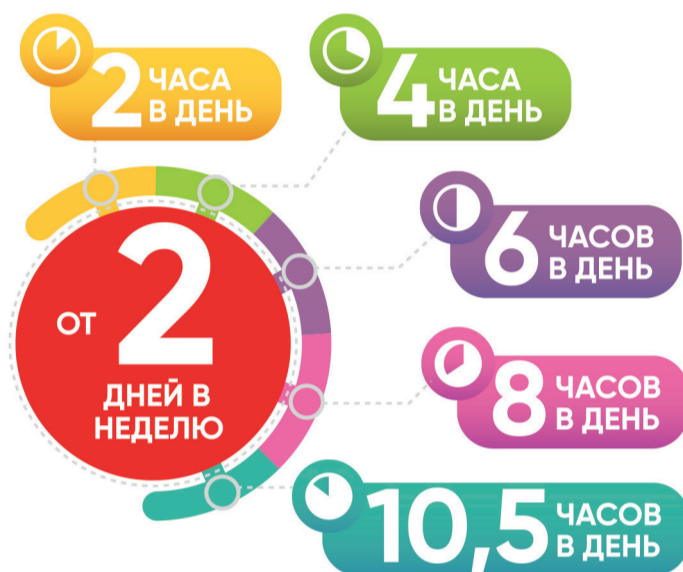 2 ЧАСА
В ДЕНЬ
4 ЧАСА
В ДЕНЬ
6 ЧАСОВ
В ДЕНЬ
ОТ 2
ДНЕЙ В
НЕДЕЛЮ
8 ЧАСОВ
В ДЕНЬ
10,5 ЧАСОВ
В ДЕНЬ